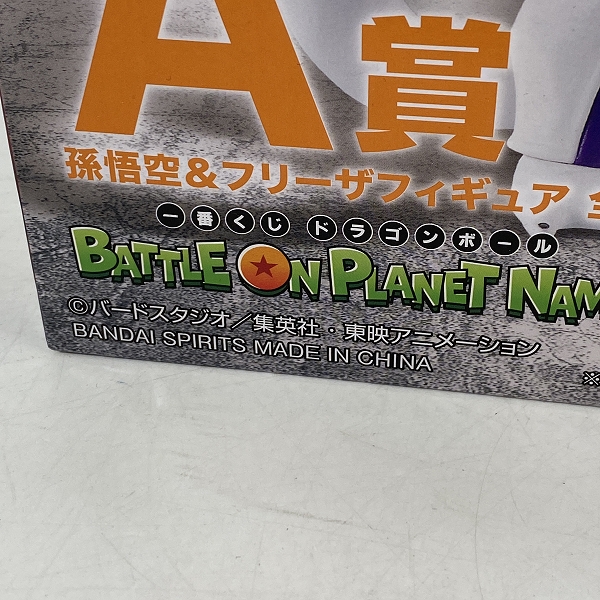 A賞
孫悟空&フリーザフィギュア 全
一番くじ ドラゴンボール
BATTLE ON PLANET NAM
©バードスタジオ／集英社・東映アニメーション
BANDAI SPIRITS MADE IN CHINA
※